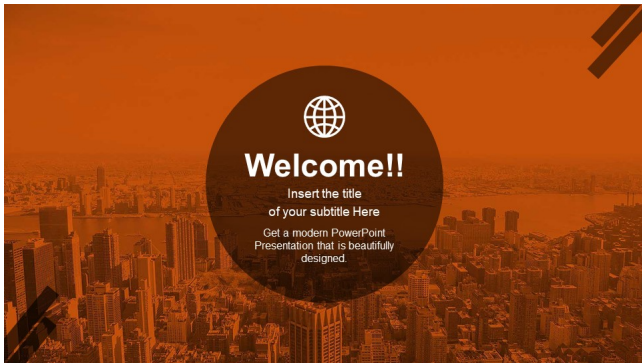 Welcome!!
Insert the title
of your subtitle Here
Get a modern PowerPoint
Presentation that is beautifully
designed.